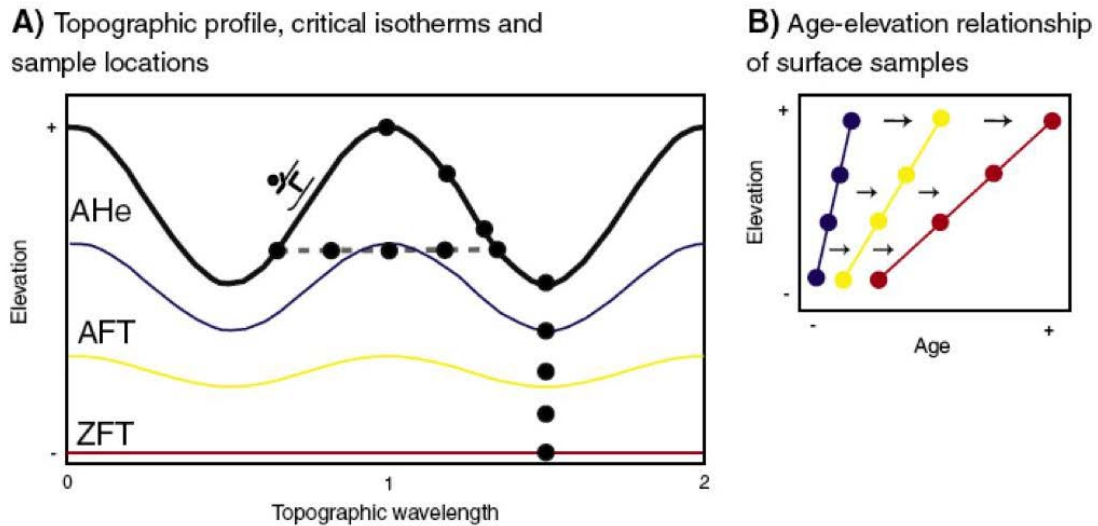 A) Topographic profile, critical isotherms and
sample locations
B) Age-elevation relationship
of surface samples
+
AHe
AFT
ZFT
-
Elevation
0
1
2
Topographic wavelength
+
-
Elevation
-
+
Age